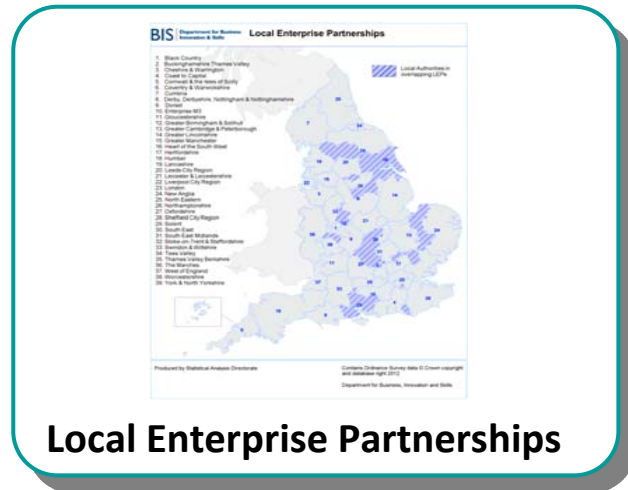 BIS Department for Business Innovation & Skills Local Enterprise Partnerships
1. Black Country
2. Buckinghamshire Thames Valley
3. Cheshire & Warrington
4. Coast to Capital
5. Cornwall & the Isles of Scilly
6. Coventry & Warwickshire
7. Cumbria
8. Derby, Derbyshire, Nottingham & Nottinghamshire
9. Dorset
10. Enterprise M3
11. Gloucestershire
12. Greater Birmingham & Solihull
13. Greater Cambridge & Peterborough
14. Greater Lincolnshire
15. Greater Manchester
16. Heart of the South West
17. Hertfordshire
18. Humber
19. Lancashire
20. Leeds City Region
21. Leicester & Leicestershire
22. Liverpool City Region
23. London
24. New Anglia
25. North Eastern
26. Northamptonshire
27. Oxfordshire
28. Sheffield City Region
29. Solent
30. South East
31. South East Midlands
32. Stoke-on-Trent & Staffordshire
33. Swindon & Wiltshire
34. Tees Valley
35. Thames Valley Berkshire
36. The Marches
37. West of England
38. Worcestershire
39. York & North Yorkshire
Local Authorities in
overlapping LEPs
Produced by Statistical Analysis Directorate
Contains Ordnance Survey data © Crown copyright
and database right 2012
Department for Business, Innovation and Skills
Local Enterprise Partnerships